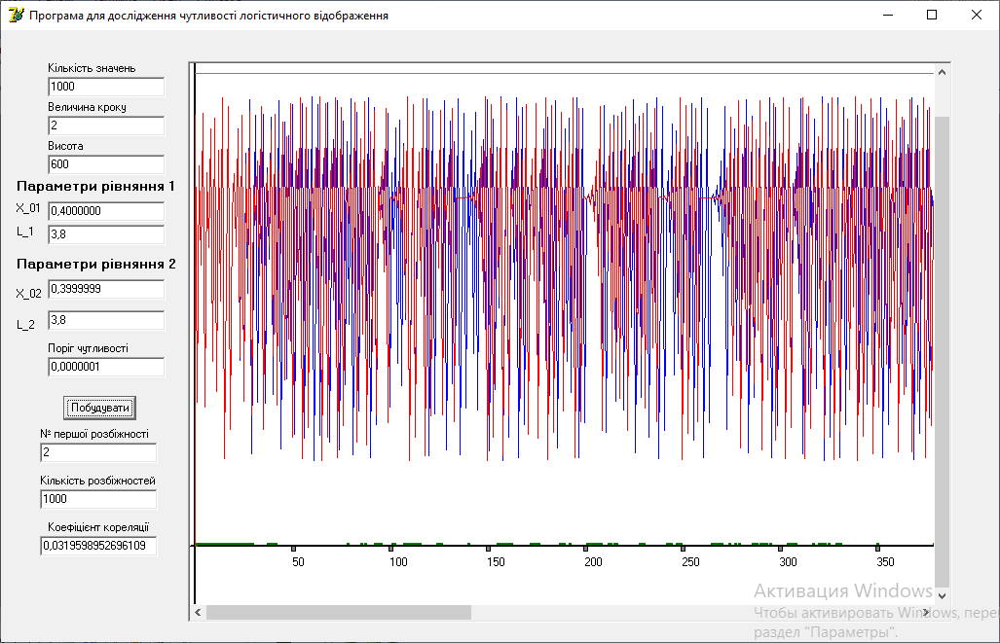 Програма для дослідження чутливості логістичного відображення
Кількість значень
1000
Величина кроку
2
Висота
600
Параметри рівняння 1
X_01
0,4000000
L_1
3,8
Параметри рівняння 2
X_02
0,3999999
L_2
3,8
Поріг чутливості
0,0000001
Побудувати
№ першої розбіжності
2
Кількість розбіжностей
1000
Коефіцієнт кореляції
0,0319598952696109
50 100 150 200 250 300 350
Активация Windows
Чтобы активировать Windows, пере
раздел "Параметры".